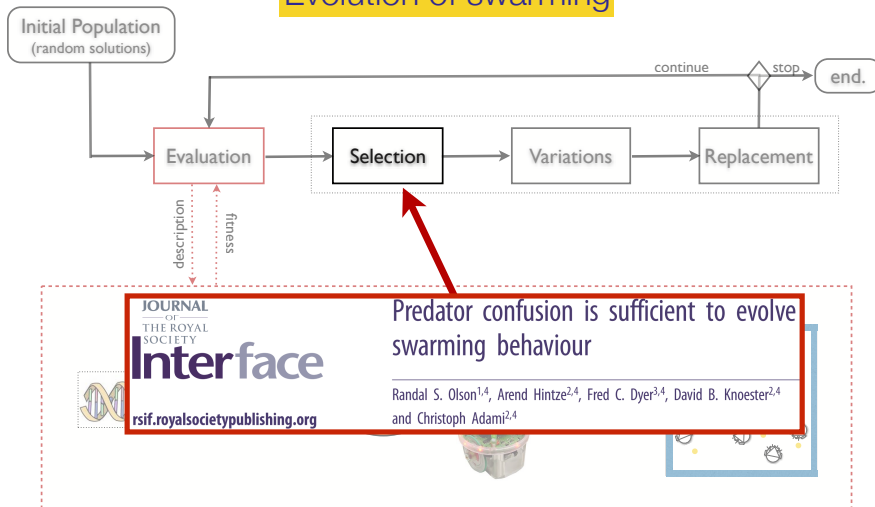 Evolution of swarming
Initial Population
(random solutions)
continue
stop
end.
Evaluation
Selection
Variations
Replacement
description
fitness
JOURNAL
OF
THE ROYAL
SOCIETY
Interface
rsif.royalsocietypublishing.org
Predator confusion is sufficient to evolve
swarming behaviour
Randal S. Olson1,4, Arend Hintze2,4, Fred C. Dyer3,4, David B. Knoester2,4
and Christoph Adami2,4